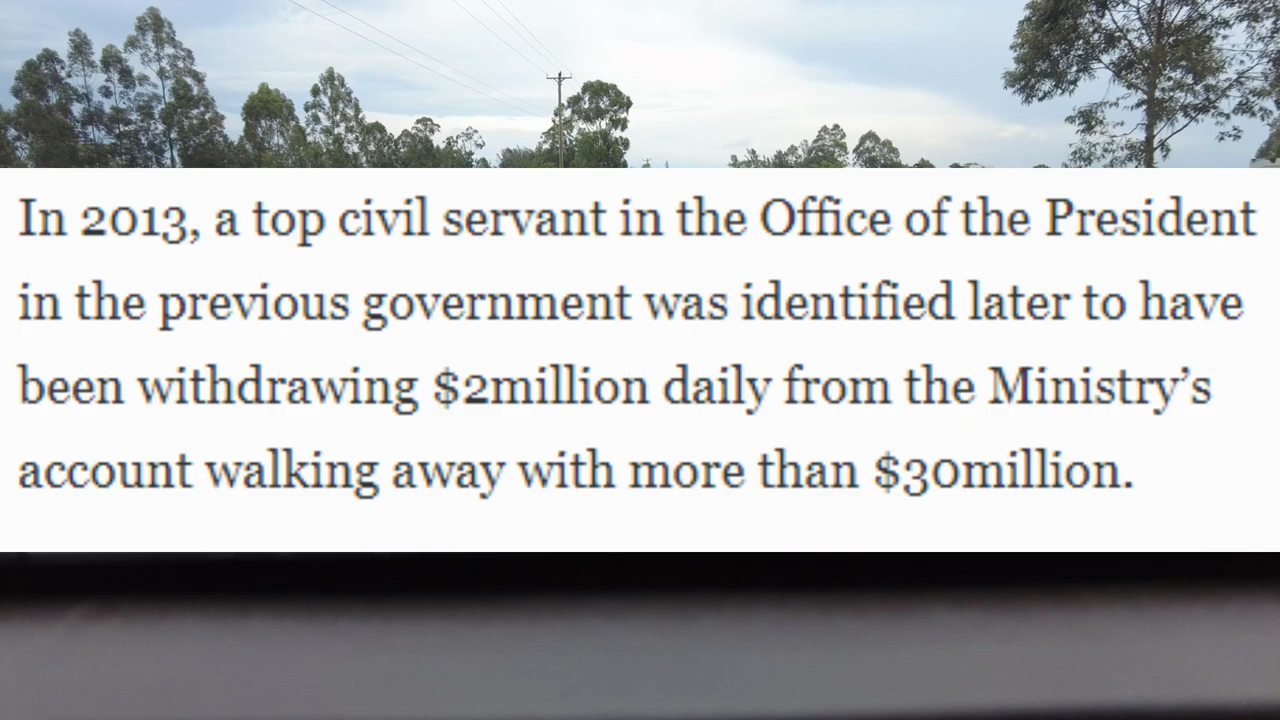 In 2013, a top civil servant in the Office of the President
in the previous government was identified later to have
been withdrawing $2million daily from the Ministry’s
account walking away with more than $30million.